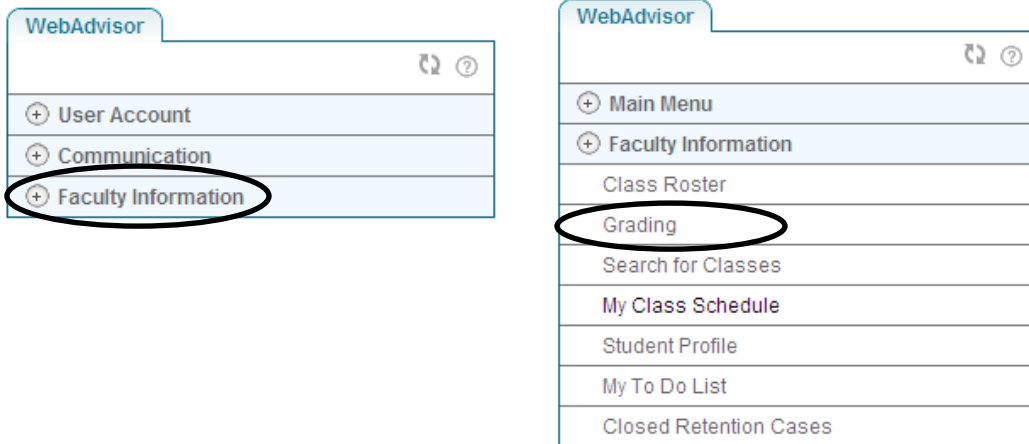 WebAdvisor
User Account
Communication
Faculty Information
WebAdvisor
Main Menu
Faculty Information
Class Roster
Grading
Search for Classes
My Class Schedule
Student Profile
My To Do List
Closed Retention Cases